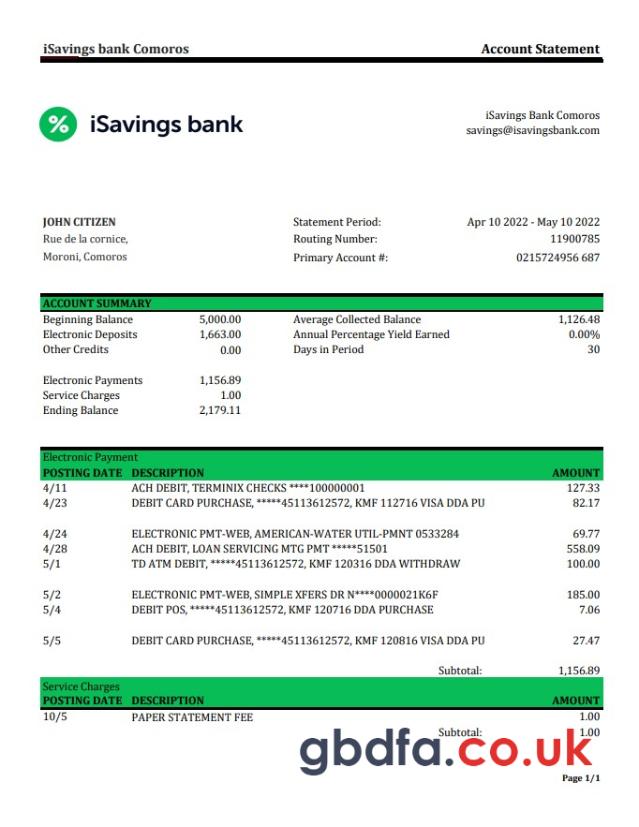 iSavings bank Comoros Account Statement
% iSavings bank
iSavings Bank Comoros
savings@isavingsbank.com
JOHN CITIZEN
Rue de la cornice,
Moroni, Comoros
Statement Period: Apr 10 2022 - May 10 2022
Routing Number: 11900785
Primary Account #: 0215724956 687
ACCOUNT SUMMARY
Beginning Balance 5,000.00 Average Collected Balance 1,126.48
Electronic Deposits 1,663.00 Annual Percentage Yield Earned 0.00%
Other Credits 0.00 Days in Period 30
Electronic Payments 1,156.89
Service Charges 1.00
Ending Balance 2,179.11
Electronic Payment
POSTING DATE DESCRIPTION AMOUNT
4/11 ACH DEBIT, TERMINIX CHECKS ****100000001 127.33
4/23 DEBIT CARD PURCHASE, *****45113612572, KMF 112716 VISA DDA PU 82.17
4/24 ELECTRONIC PMT-WEB, AMERICAN-WATER UTIL-PMNT 0533284 69.77
4/28 ACH DEBIT, LOAN SERVICING MTG PMT *****51501 558.09
5/1 TD ATM DEBIT, *****45113612572, KMF 120316 DDA WITHDRAW 100.00
5/2 ELECTRONIC PMT-WEB, SIMPLE XFERS DR N****0000021K6F 185.00
5/4 DEBIT POS, *****45113612572, KMF 120716 DDA PURCHASE 7.06
5/5 DEBIT CARD PURCHASE, *****45113612572, KMF 120816 VISA DDA PU 27.47
Subtotal: 1,156.89
Service Charges
POSTING DATE DESCRIPTION AMOUNT
10/5 PAPER STATEMENT FEE 1.00
Subtotal: 1.00
gbdfa.co.uk
Page 1/1